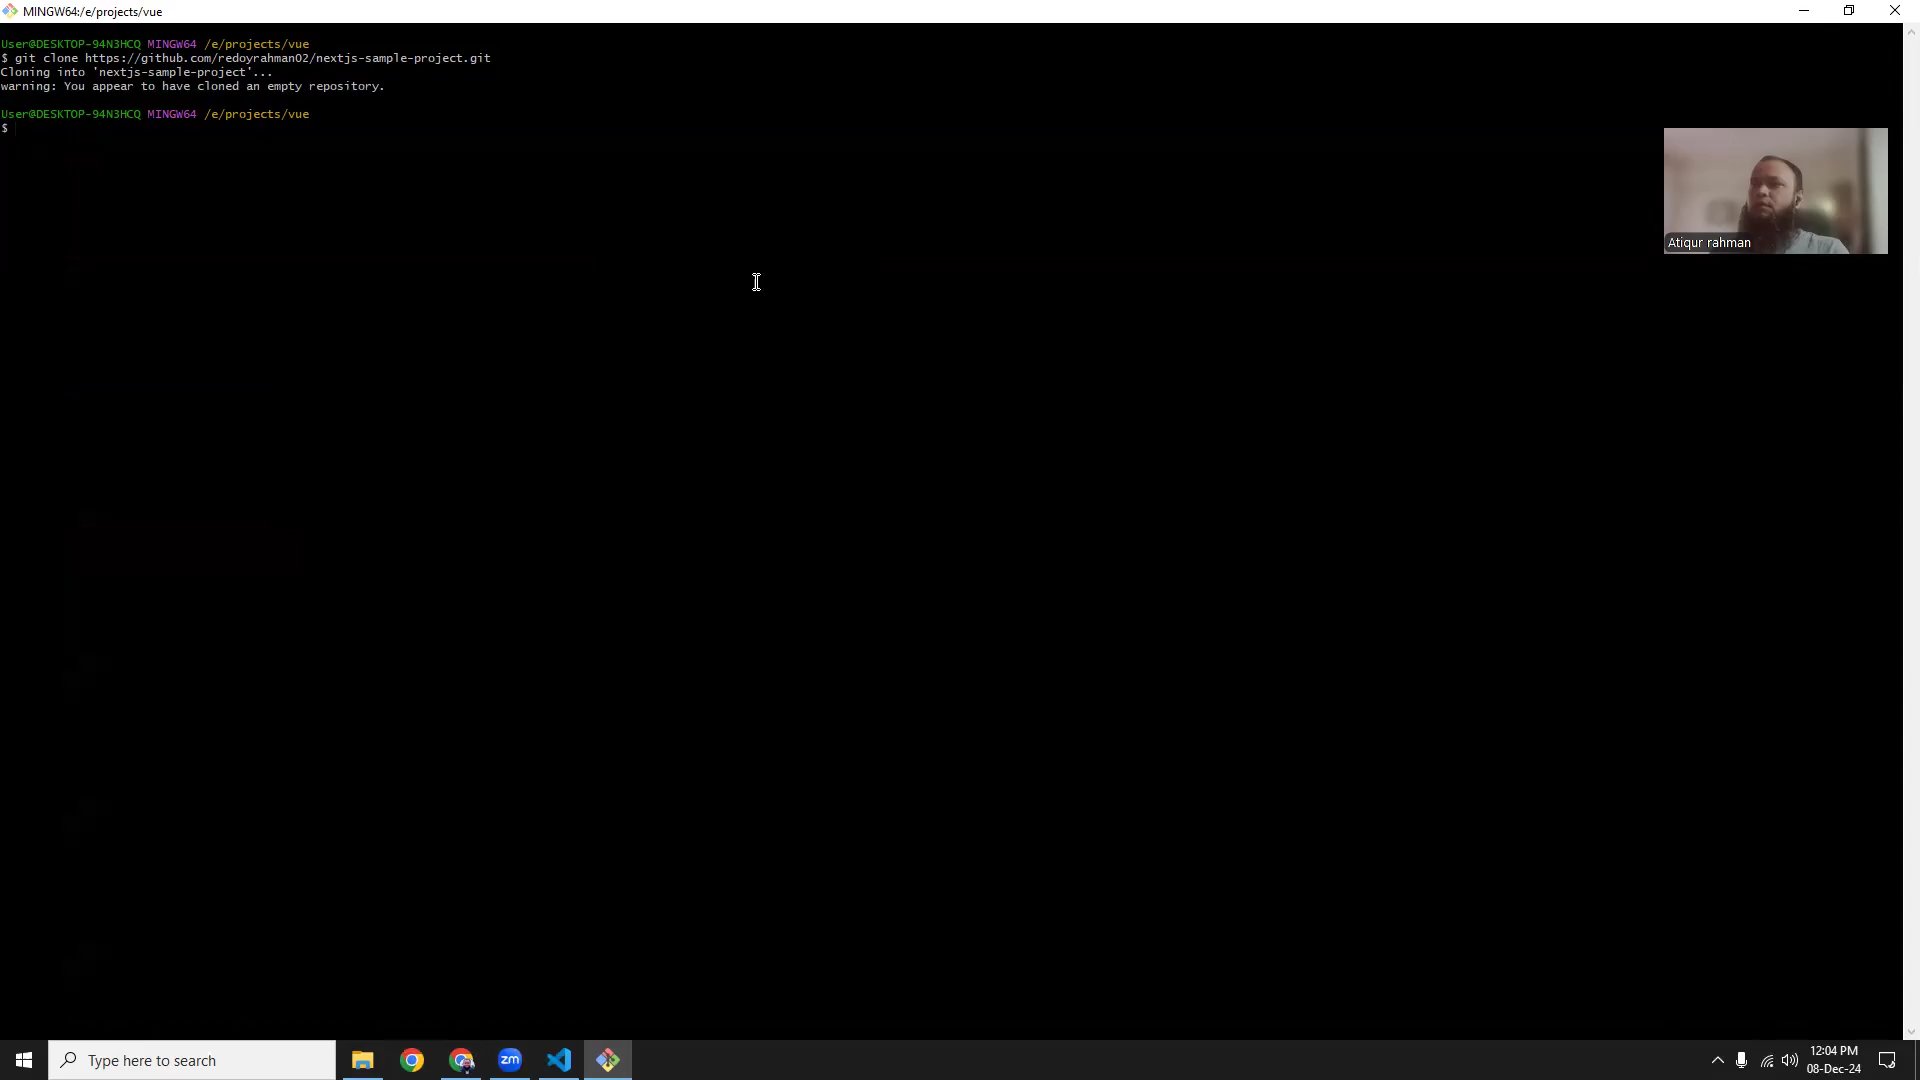 MINGW64:/e/projects/vue
User@DESKTOP-94N3HCQ MINGW64 /e/projects/vue
$ git clone https://github.com/redoyrahman02/nextjs-sample-project.git
Cloning into 'nextjs-sample-project'...
warning: You appear to have cloned an empty repository.
User@DESKTOP-94N3HCQ MINGW64 /e/projects/vue
$
Atiqur rahman
Type here to search
zm
12:04 PM
08-Dec-24